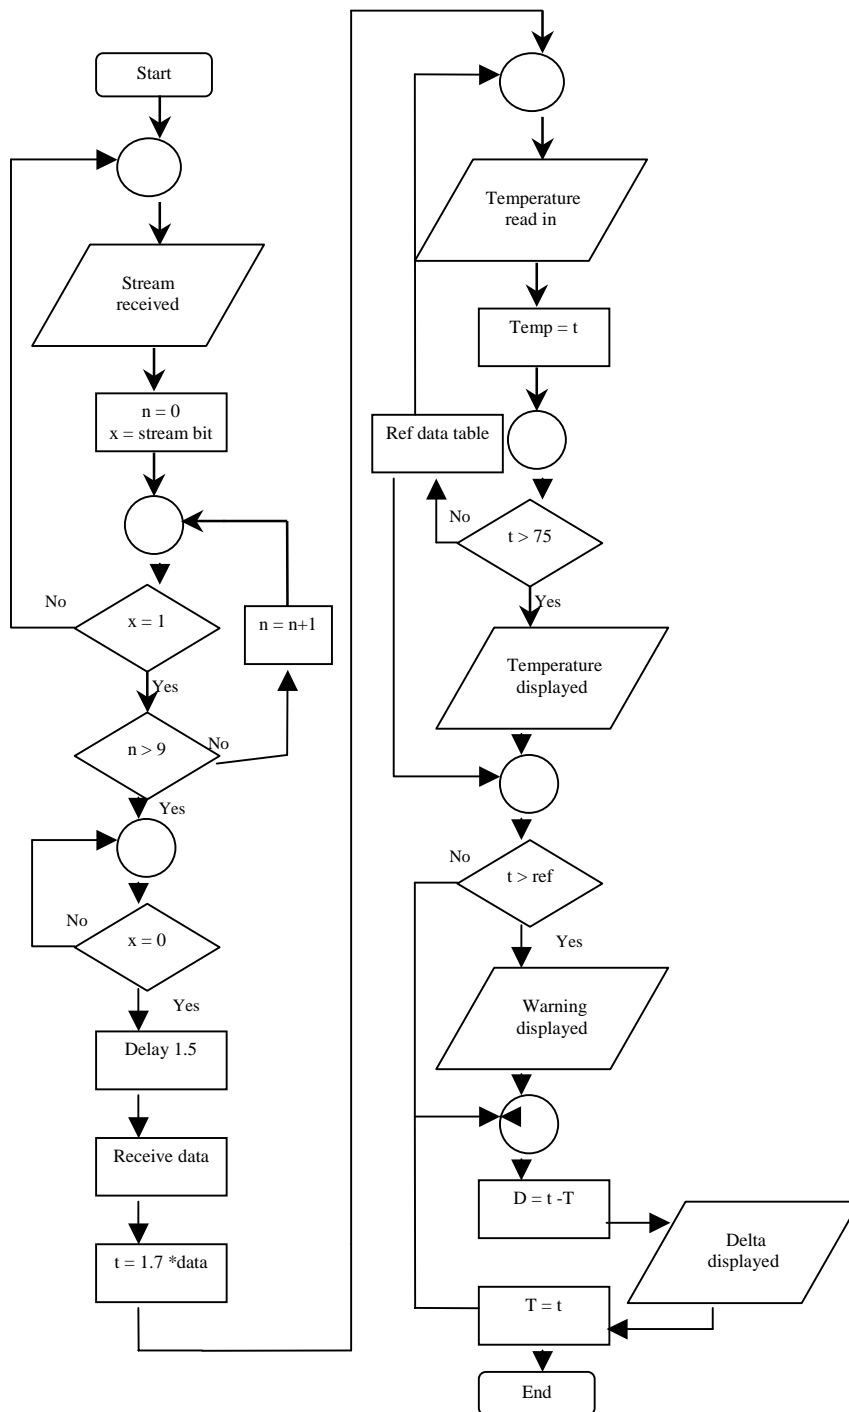 Start
Stream
received
n = 0
x = stream bit
No
x = 1
n = n+1
Yes
n > 9
No
Yes
No
x = 0
Yes
Delay 1.5
Receive data
t = 1.7 *data
Temperature
read in
Temp = t
Ref data table
No
t > 75
Yes
Temperature
displayed
No
t > ref
Yes
Warning
displayed
D = t -T
Delta
displayed
T = t
End